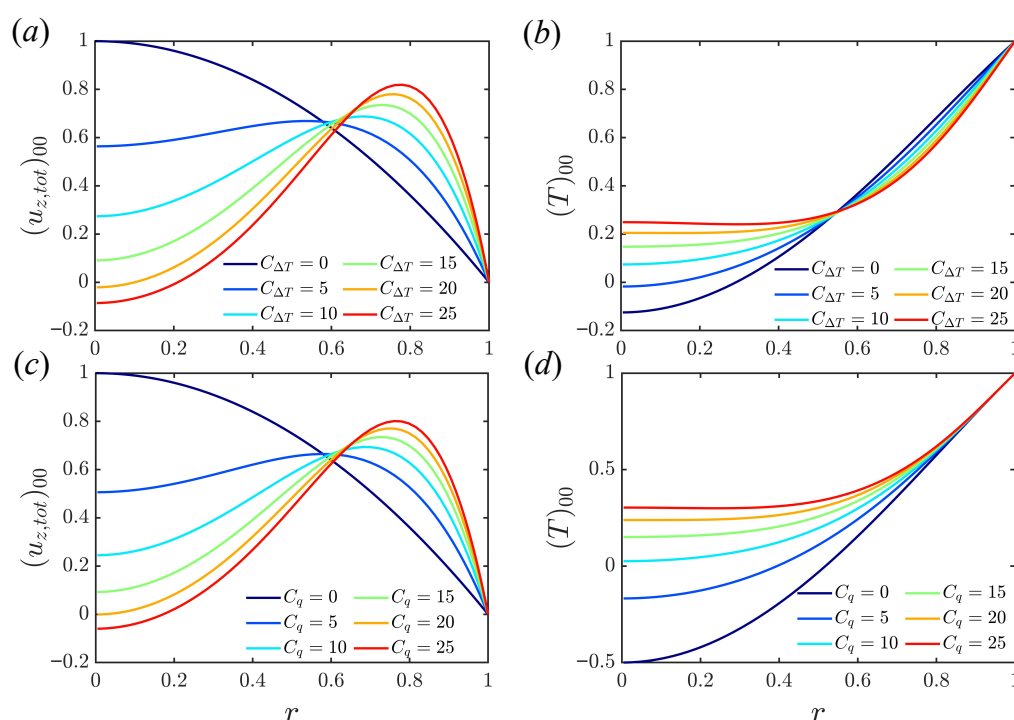 (a)
(u_{z,tot})_{00}
1
0.8
0.6
0.4
0.2
0
−0.2
0 0.2 0.4 0.6 0.8 1
C_{ΔT} = 0 C_{ΔT} = 15
C_{ΔT} = 5 C_{ΔT} = 20
C_{ΔT} = 10 C_{ΔT} = 25
(b)
(T)_{00}
1
0.8
0.6
0.4
0.2
0
−0.2
0 0.2 0.4 0.6 0.8 1
C_{ΔT} = 0 C_{ΔT} = 15
C_{ΔT} = 5 C_{ΔT} = 20
C_{ΔT} = 10 C_{ΔT} = 25
(c)
(u_{z,tot})_{00}
1
0.8
0.6
0.4
0.2
0
−0.2
0 0.2 0.4 0.6 0.8 1
r
C_q = 0 C_q = 15
C_q = 5 C_q = 20
C_q = 10 C_q = 25
(d)
(T)_{00}
1
0.5
0
−0.5
0 0.2 0.4 0.6 0.8 1
r
C_q = 0 C_q = 15
C_q = 5 C_q = 20
C_q = 10 C_q = 25